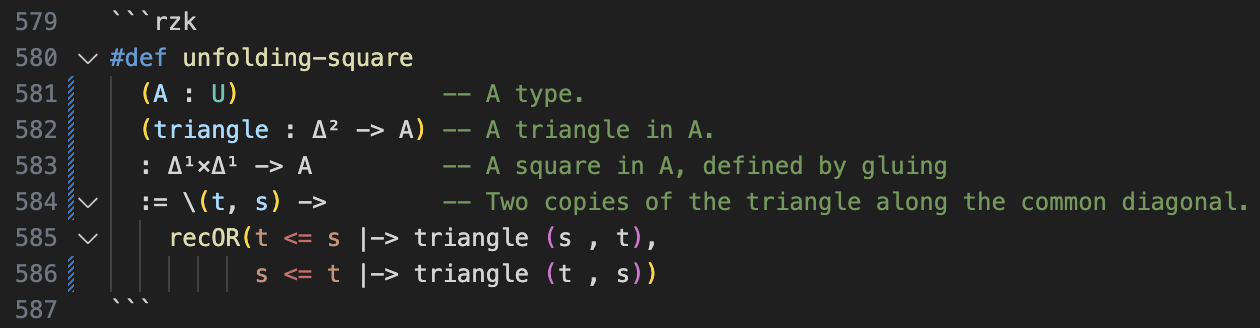 579 ```rzk
580 #def unfolding-square
581 (A : U) -- A type.
582 (triangle : Δ² -> A) -- A triangle in A.
583 : Δ¹×Δ¹ -> A -- A square in A, defined by gluing
584 := \(t, s) -> -- Two copies of the triangle along the common diagonal.
585 recOR(t <= s |-> triangle (s , t),
586 s <= t |-> triangle (t , s))
587 ```